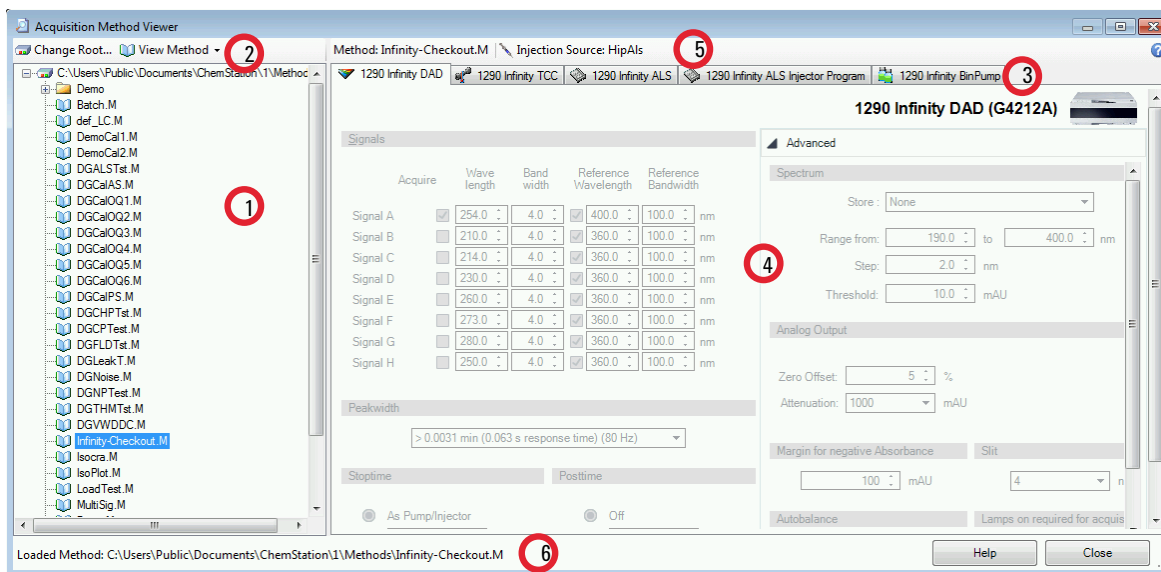 Acquisition Method Viewer
Change Root... View Method 2
Method: Infinity-Checkout.M Injection Source: HipAls 5
C:\Users\Public\Documents\ChemStation\1\Methoc
Demo
Batch.M
def_LC.M
DemoCal1.M
DemoCal2.M
DGALSTst.M
DGCalAS.M
DGCalOQ1.M
DGCalOQ2.M
DGCalOQ3.M
DGCalOQ4.M
DGCalOQ5.M
DGCalOQ6.M
DGCalPS.M
DGCHPTst.M
DGCPTest.M
DGFLDTst.M
DGLeakT.M
DGNoise.M
DGNPTest.M
DGTHMTst.M
DGVWDDC.M
Infinity-Checkout.M
Isocra.M
IsoPlot.M
LoadTest.M
MultiSig.M
1
1290 Infinity DAD 1290 Infinity TCC 1290 Infinity ALS 1290 Infinity ALS Injector Program 1290 Infinity BinPump 3
1290 Infinity DAD (G4212A)
Signals
Acquire Wave length Band width Reference Wavelength Reference Bandwidth
Signal A 254.0 4.0 400.0 100.0 nm
Signal B 210.0 4.0 360.0 100.0 nm
Signal C 214.0 4.0 360.0 100.0 nm
Signal D 230.0 4.0 360.0 100.0 nm
Signal E 260.0 4.0 360.0 100.0 nm
Signal F 273.0 4.0 360.0 100.0 nm
Signal G 280.0 4.0 360.0 100.0 nm
Signal H 250.0 4.0 360.0 100.0 nm
Peakwidth
> 0.0031 min (0.063 s response time) (80 Hz)
Stoptime Posttime
As Pump/Injector Off
4
Advanced
Spectrum
Store : None
Range from: 190.0 to 400.0 nm
Step: 2.0 nm
Threshold: 10.0 mAU
Analog Output
Zero Offset: 5 %
Attenuation: 1000 mAU
Margin for negative Absorbance Slit
100 mAU 4 n
Autobalance Lamps on required for acquis
Loaded Method: C:\Users\Public\Documents\ChemStation\1\Methods\Infinity-Checkout.M 6
Help Close